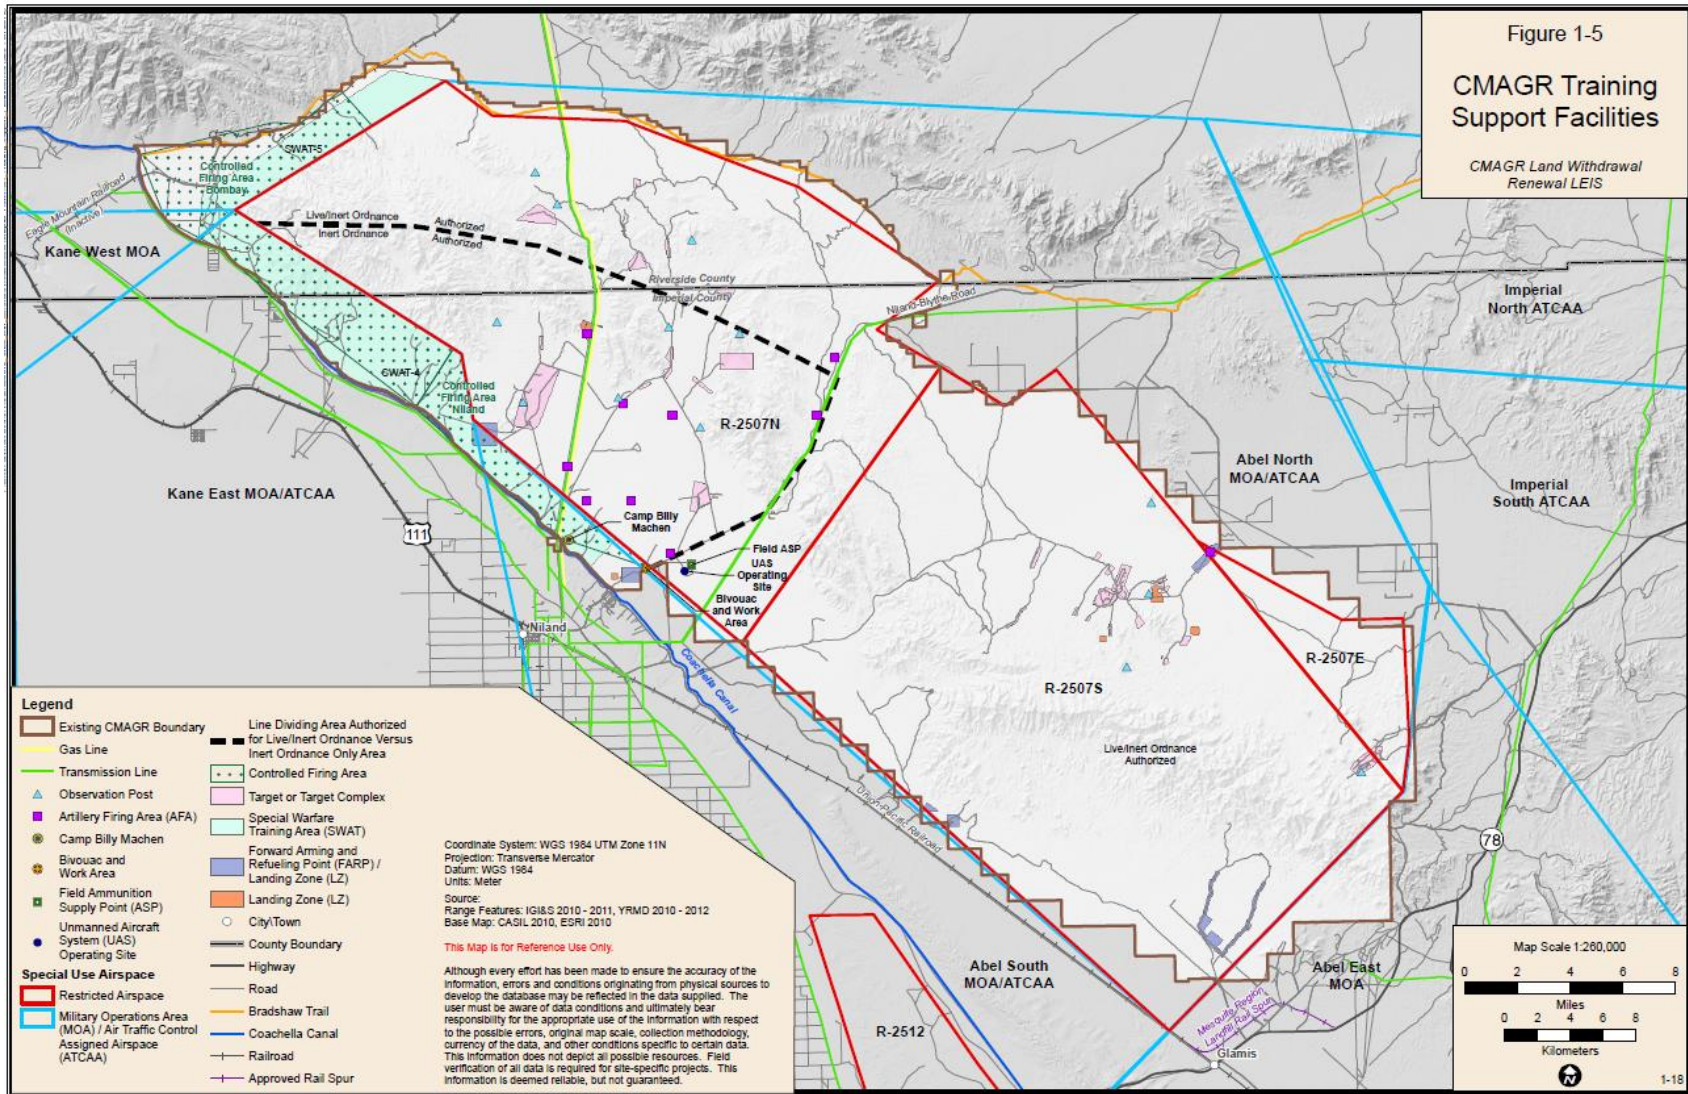 Figure 1-5
CMAGR Training
Support Facilities
CMAGR Land Withdrawal
Renewal LEIS
SWAT-5
Controlled
Firing Area
Bombay
Eagle Mountain Railroad
(Inactive)
Live/Inert Ordnance
Authorized
Inert Ordnance
Authorized
Kane West MOA
Riverside County
Imperial County
Niland-Blythe Road
Imperial
North ATCAA
SWAT-4
Controlled
Firing Area
Niland
R-2507N
Kane East MOA/ATCAA
Abel North
MOA/ATCAA
Imperial
South ATCAA
111
Camp Billy
Machen
Field ASP
UAS
Operating
Site
Bivouac
and Work
Area
Niland
Coachella Canal
R-2507E
R-2507S
Live/Inert Ordnance
Authorized
Union Pacific Railroad
78
Abel South
MOA/ATCAA
Abel East
MOA
Mesquite Region
Landfill Rail Spur
Glamis
R-2512
Legend
Existing CMAGR Boundary
Gas Line
Transmission Line
Observation Post
Artillery Firing Area (AFA)
Camp Billy Machen
Bivouac and
Work Area
Field Ammunition
Supply Point (ASP)
Unmanned Aircraft
System (UAS)
Operating Site
Special Use Airspace
Restricted Airspace
Military Operations Area
(MOA) / Air Traffic Control
Assigned Airspace
(ATCAA)
Line Dividing Area Authorized
for Live/Inert Ordnance Versus
Inert Ordnance Only Area
Controlled Firing Area
Target or Target Complex
Special Warfare
Training Area (SWAT)
Forward Arming and
Refueling Point (FARP) /
Landing Zone (LZ)
Landing Zone (LZ)
City\Town
County Boundary
Highway
Road
Bradshaw Trail
Coachella Canal
Railroad
Approved Rail Spur
Coordinate System: WGS 1984 UTM Zone 11N
Projection: Transverse Mercator
Datum: WGS 1984
Units: Meter
Source:
Range Features: IGI&S 2010 - 2011, YRMD 2010 - 2012
Base Map: CASIL 2010, ESRI 2010
This Map is for Reference Use Only.
Although every effort has been made to ensure the accuracy of the
information, errors and conditions originating from physical sources to
develop the database may be reflected in the data supplied. The
user must be aware of data conditions and ultimately bear
responsibility for the appropriate use of the information with respect
to the possible errors, original map scale, collection methodology,
currency of the data, and other conditions specific to certain data.
This information does not depict all possible resources. Field
verification of all data is required for site-specific projects. This
information is deemed reliable, but not guaranteed.
Map Scale 1:260,000
0 2 4 6 8
Miles
0 2 4 6 8
Kilometers
N
1-18